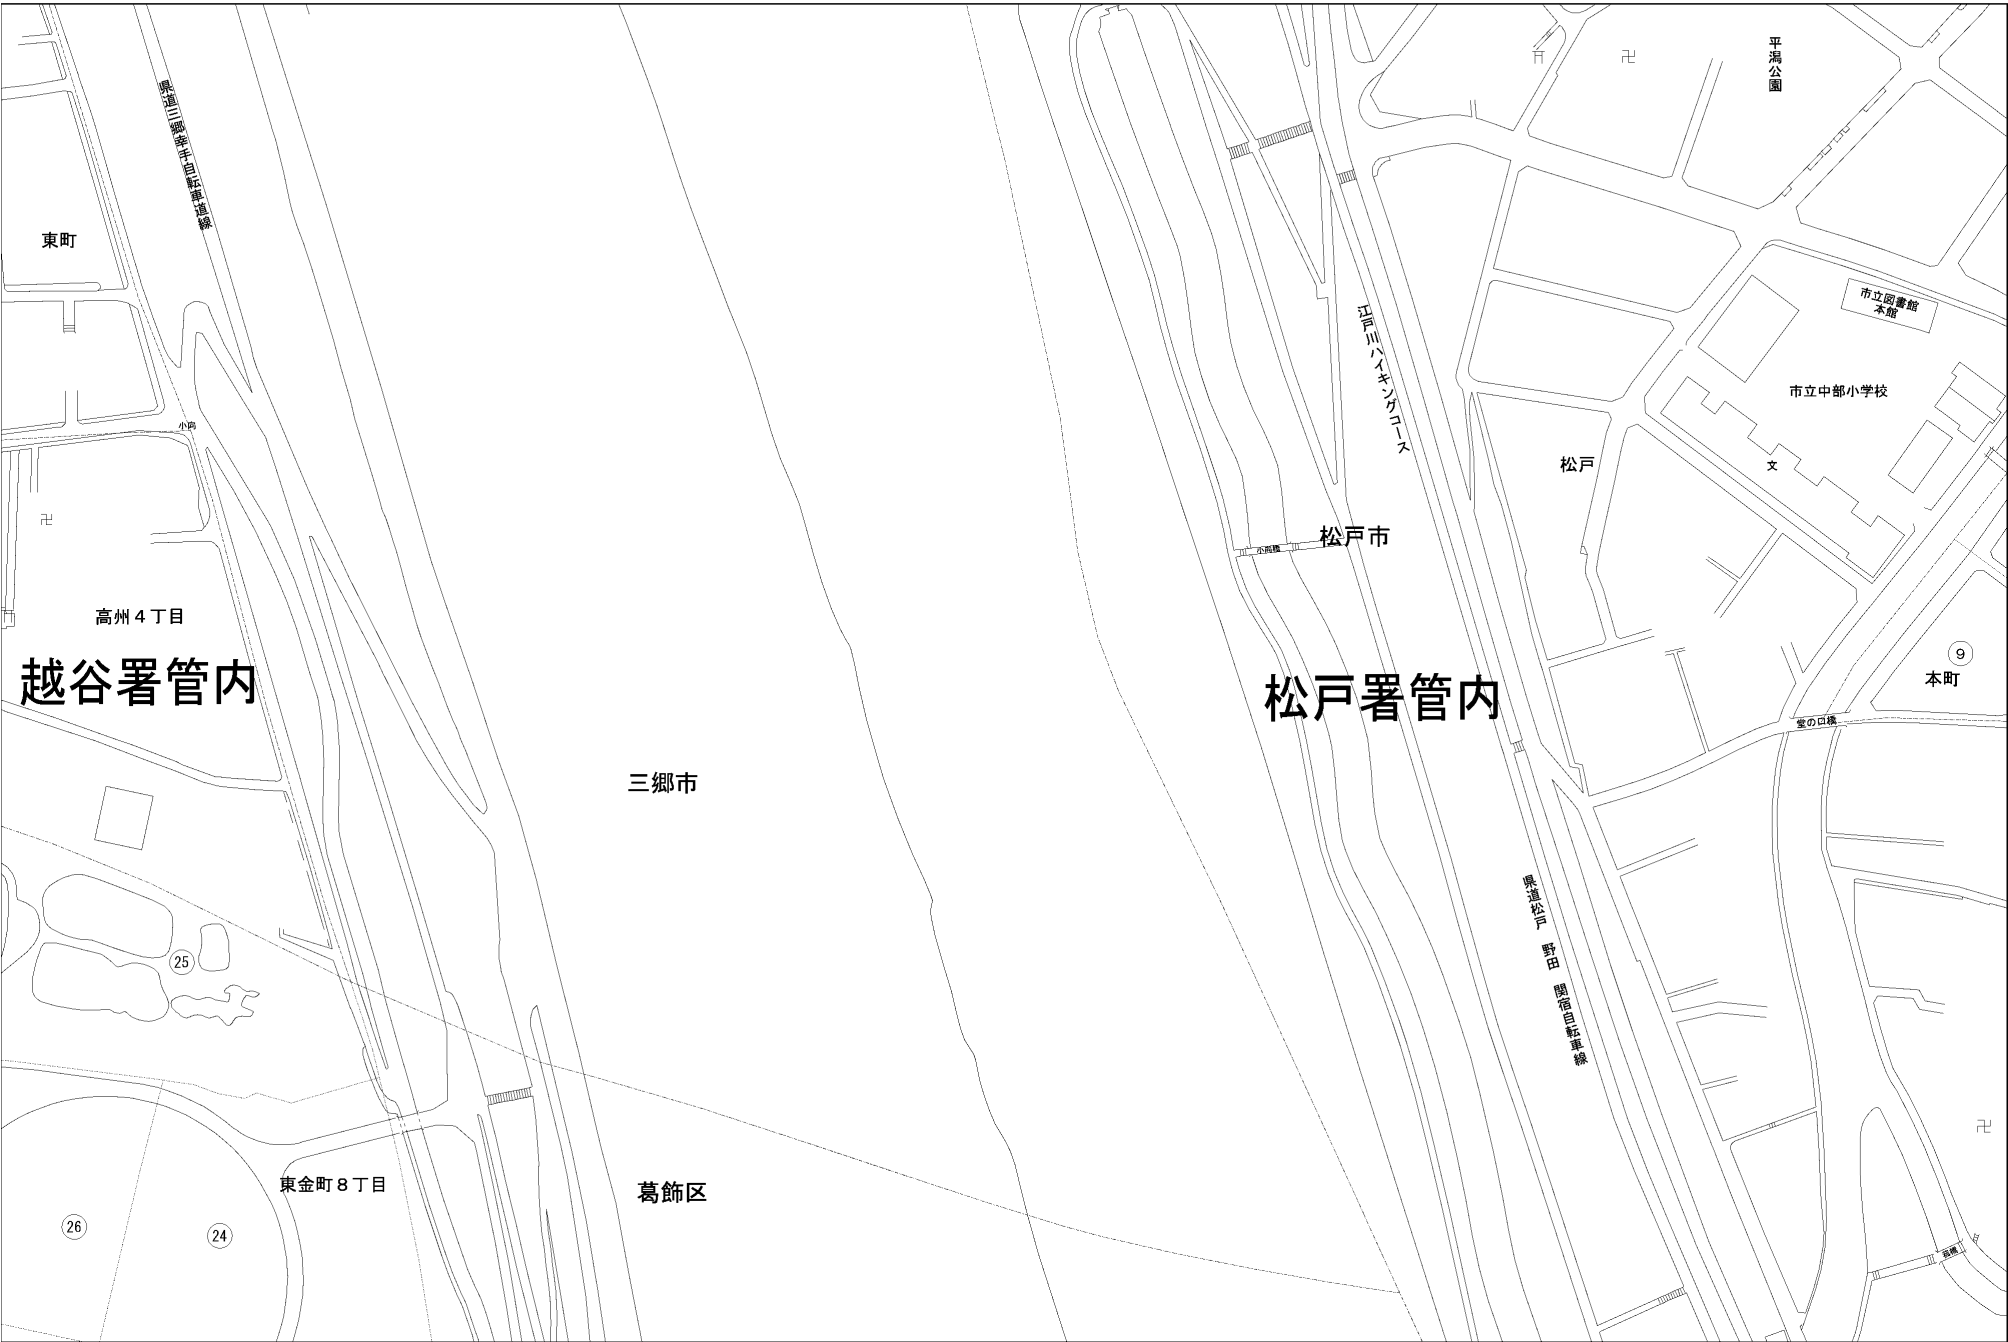 平潟公園
県道三郷幸手自転車道線
東町
市立図書館
本館
江戸川ハイキングコース
市立中部小学校
小向
松戸
文
松戸市
小向橋
高州４丁目
9
本町
越谷署管内
松戸署管内
堂の口橋
三郷市
県道松戸　野田　関宿自転車線
25
東金町８丁目
葛飾区
26
24